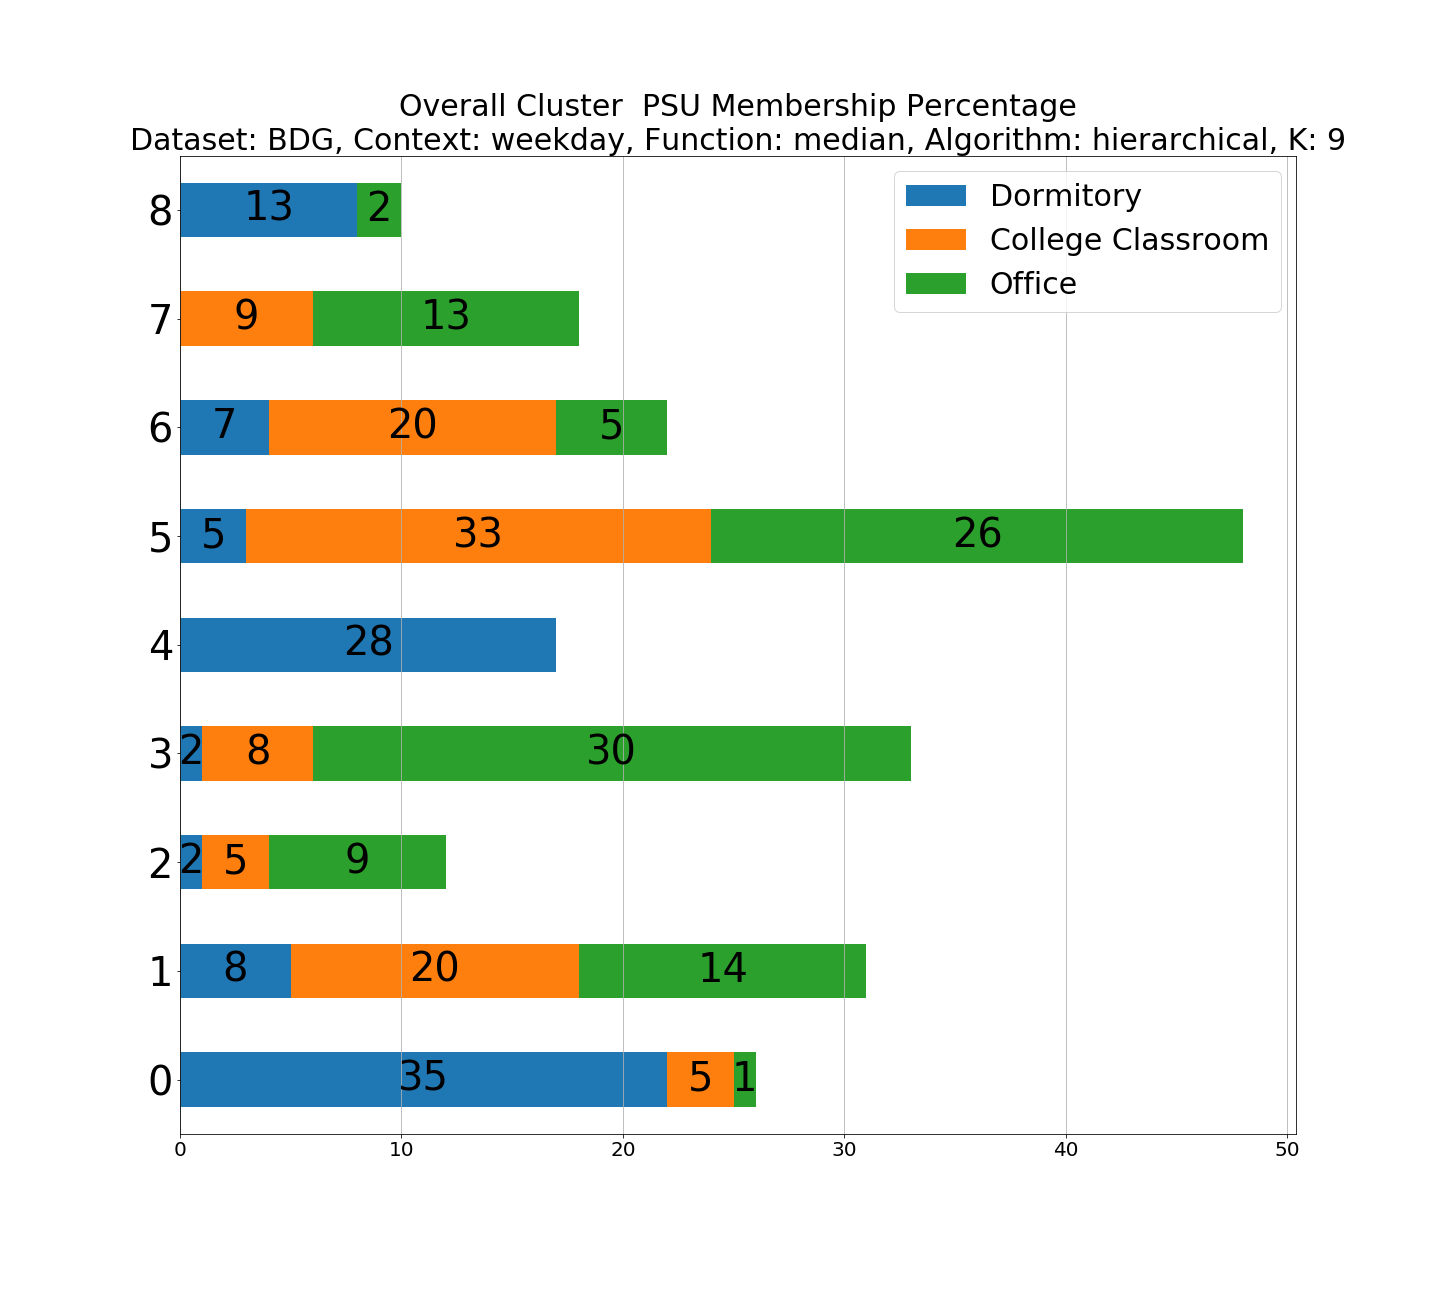 Overall Cluster  PSU Membership Percentage
Dataset: BDG, Context: weekday, Function: median, Algorithm: hierarchical, K: 9
Dormitory
College Classroom
Office
8 13 2
7 9 13
6 7 20 5
5 5 33 26
4 28
3 2 8 30
2 2 5 9
1 8 20 14
0 35 5 1
0 10 20 30 40 50